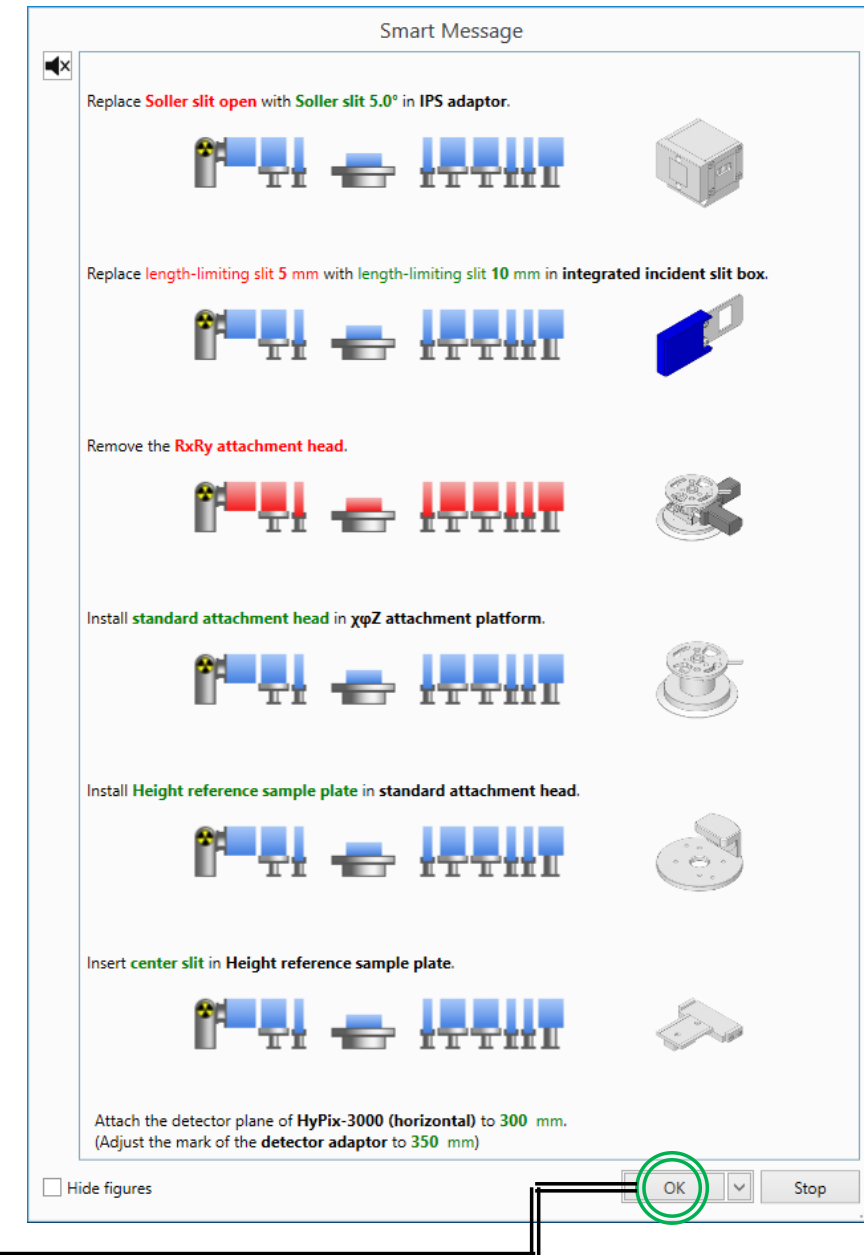 Smart Message
Replace Soller slit open with Soller slit 5.0° in IPS adaptor.
Replace length-limiting slit 5 mm with length-limiting slit 10 mm in integrated incident slit box.
Remove the RxRy attachment head.
Install standard attachment head in χφZ attachment platform.
Install Height reference sample plate in standard attachment head.
Insert center slit in Height reference sample plate.
Attach the detector plane of HyPix-3000 (horizontal) to 300 mm.
(Adjust the mark of the detector adaptor to 350 mm)
Hide figures
OK
Stop